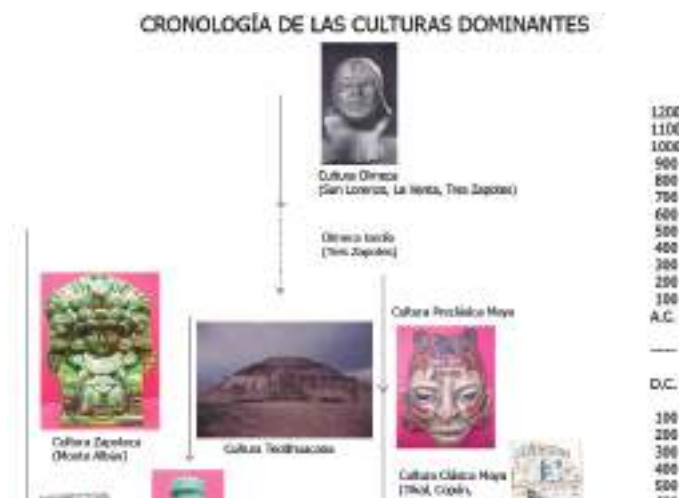 CRONOLOGÍA DE LAS CULTURAS DOMINANTES
Cultura Olmeca
(San Lorenzo, La Venta, Tres Zapotes)
Olmeca tardío
(Tres Zapotes)
Cultura Preclásica Maya
Cultura Zapoteca
(Monte Albán)
Cultura Teotihuacana
Cultura Clásica Maya
(Tikal, Copán,
1200
1100
1000
900
800
700
600
500
400
300
200
100
A.C.
D.C.
100
200
300
400
500